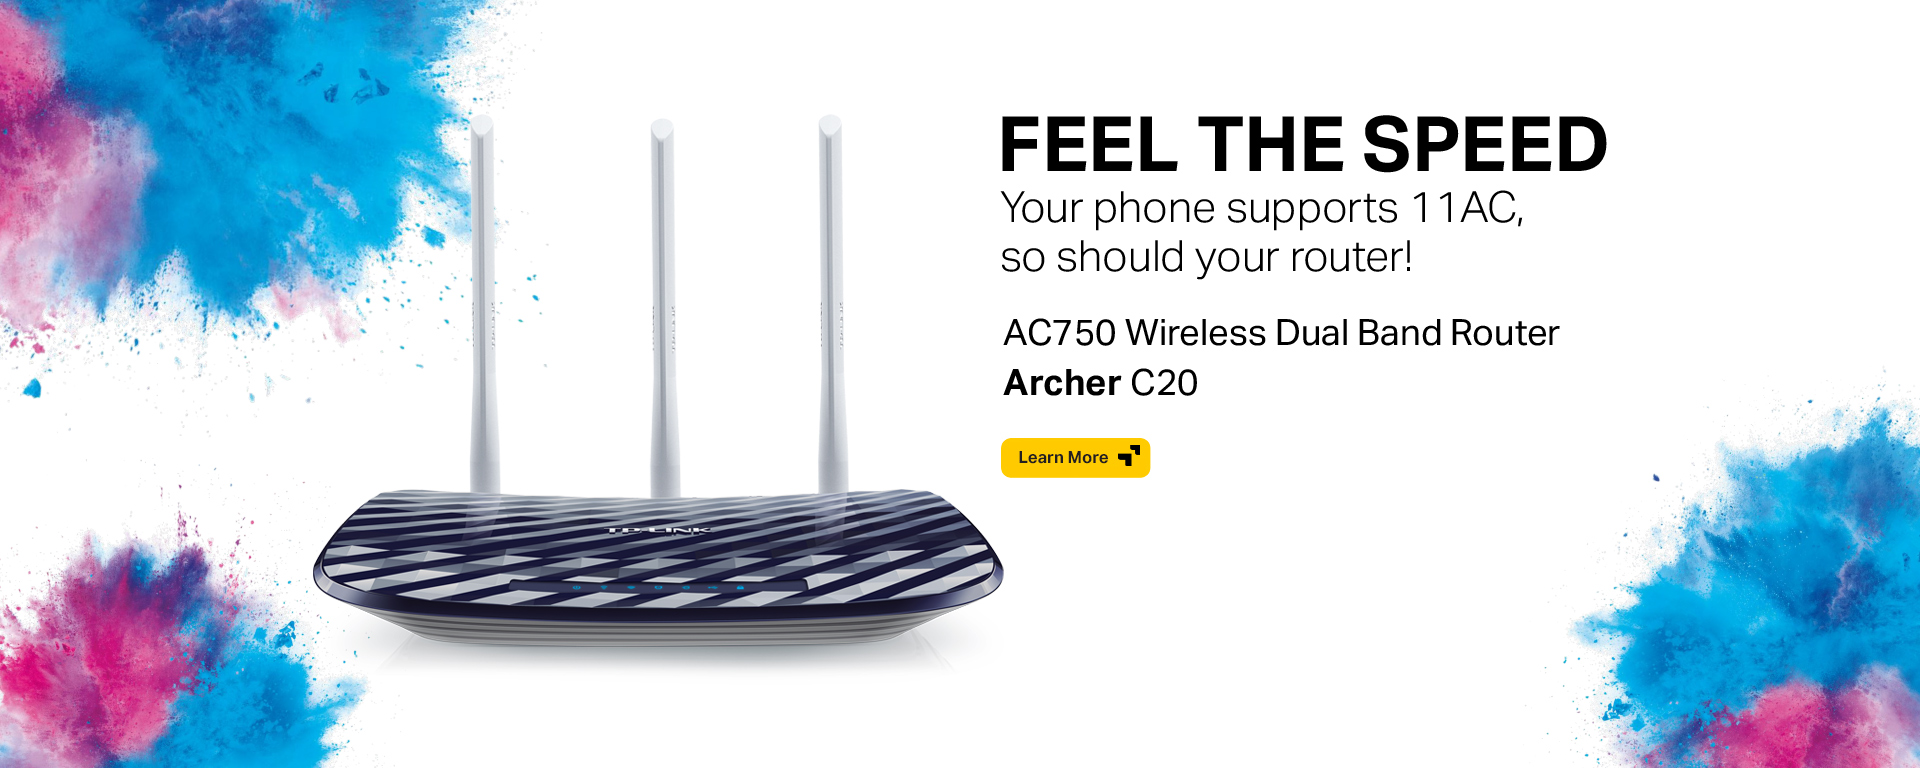 FEEL THE SPEED
Your phone supports 11AC,
so should your router!
AC750 Wireless Dual Band Router
Archer C20
Learn More
TP-LINK